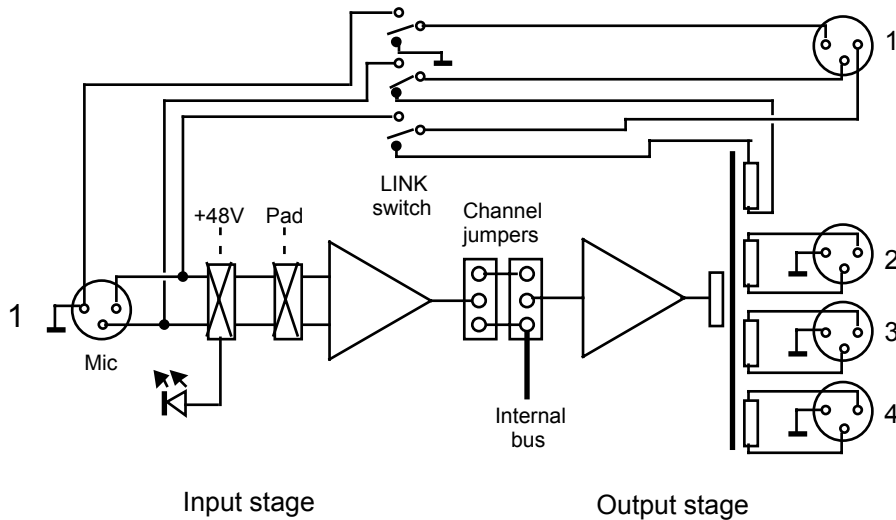 1
LINK
switch
+48V
Pad
Channel
jumpers
2
1
3
Mic
4
Internal
bus
Input stage
Output stage